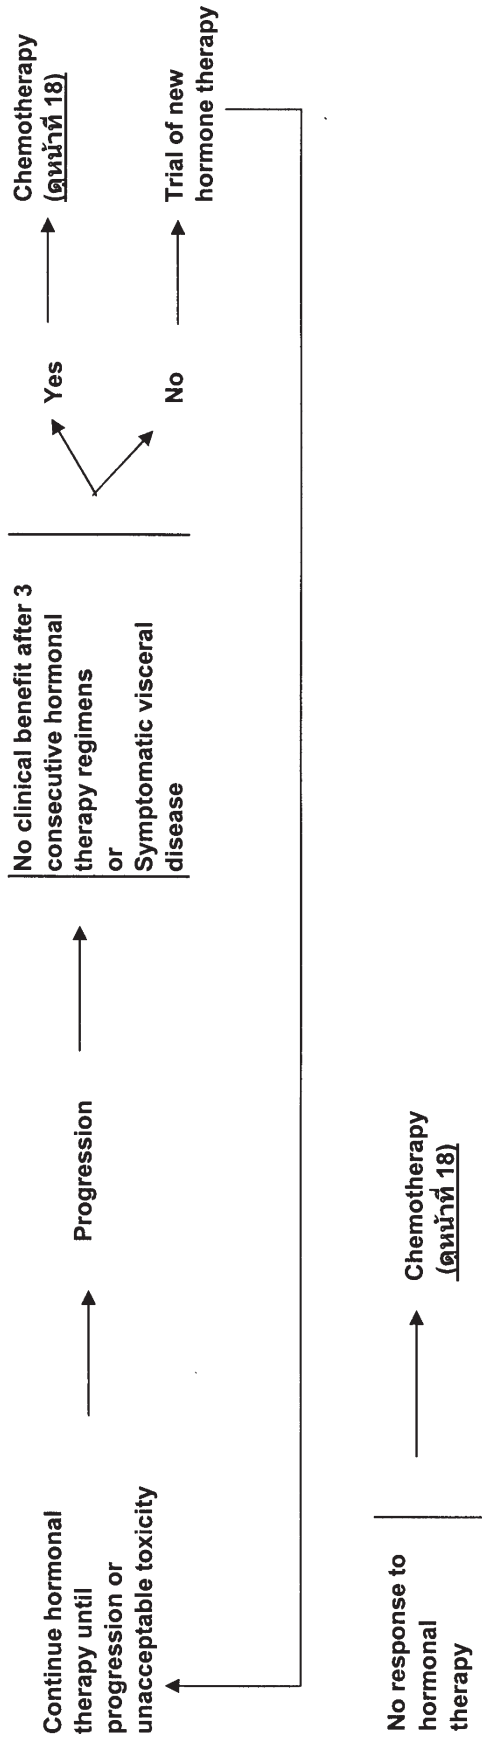 Continue hormonal
therapy until
progression or
unacceptable toxicity
Progression
No clinical benefit after 3
consecutive hormonal
therapy regimens
or
Symptomatic visceral
disease
Yes
Chemotherapy
(ดูหน้าที่ 18)
No
Trial of new
hormone therapy
No response to
hormonal
therapy
Chemotherapy
(ดูหน้าที่ 18)